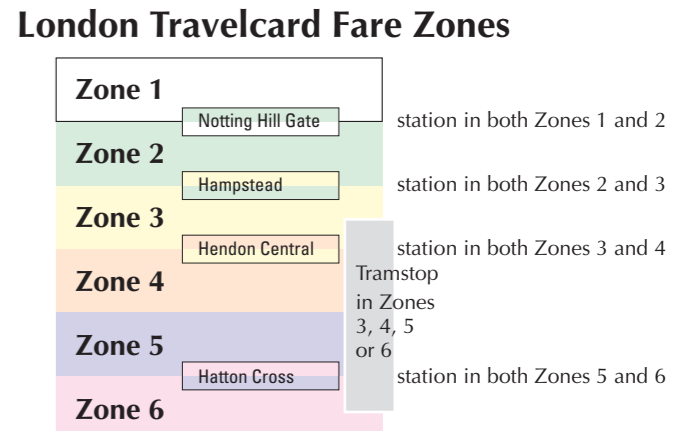 London Travelcard Fare Zones
Zone 1
Notting Hill Gate station in both Zones 1 and 2
Zone 2
Hampstead station in both Zones 2 and 3
Zone 3
Hendon Central station in both Zones 3 and 4
Tramstop
in Zones
3, 4, 5
or 6
Zone 4
Zone 5
Hatton Cross station in both Zones 5 and 6
Zone 6